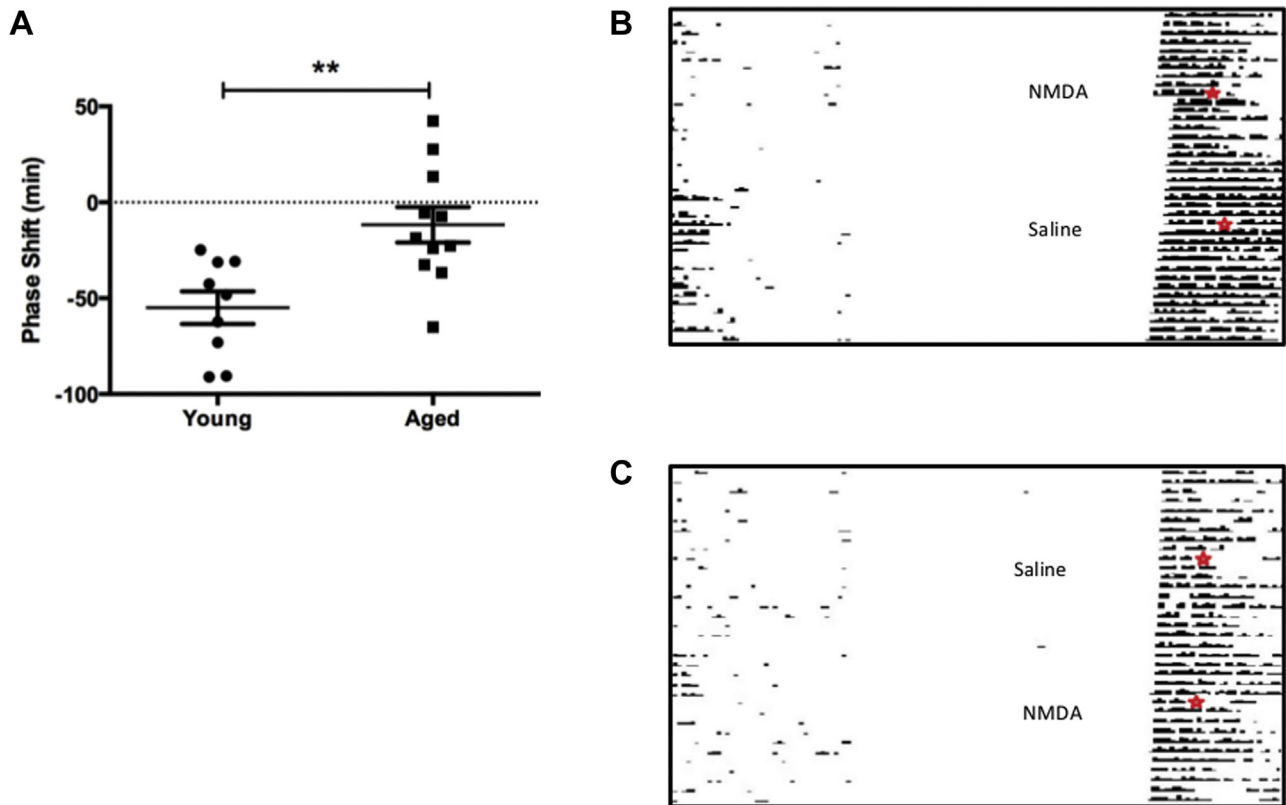 A
**
Phase Shift (min)
50
0
-50
-100
Young
Aged
B
NMDA
Saline
C
Saline
NMDA